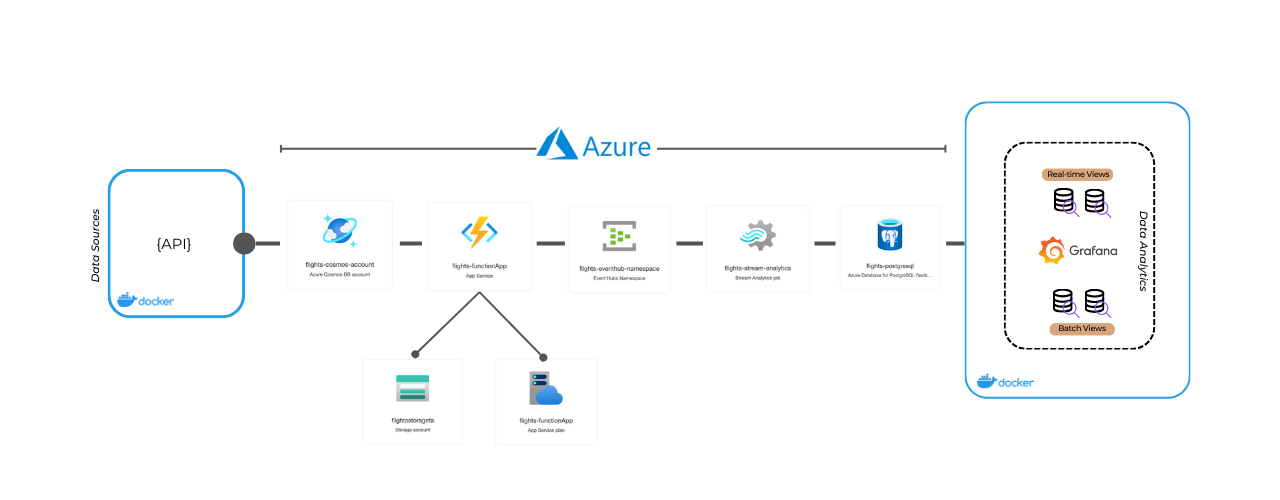 Azure
Data Sources
{API}
docker
flights-cosmos-account
Azure Cosmos DB account
flights-functionApp
App Service
flights-eventhub-namespace
Event Hubs Namespace
flights-stream-analytics
Stream Analytics job
flights-postgresql
Azure Database for PostgreSQL flexib...
flightsstoragefa
Storage account
flights-functionApp
App Service plan
Real-time Views
Grafana
Data Analytics
Batch Views
docker